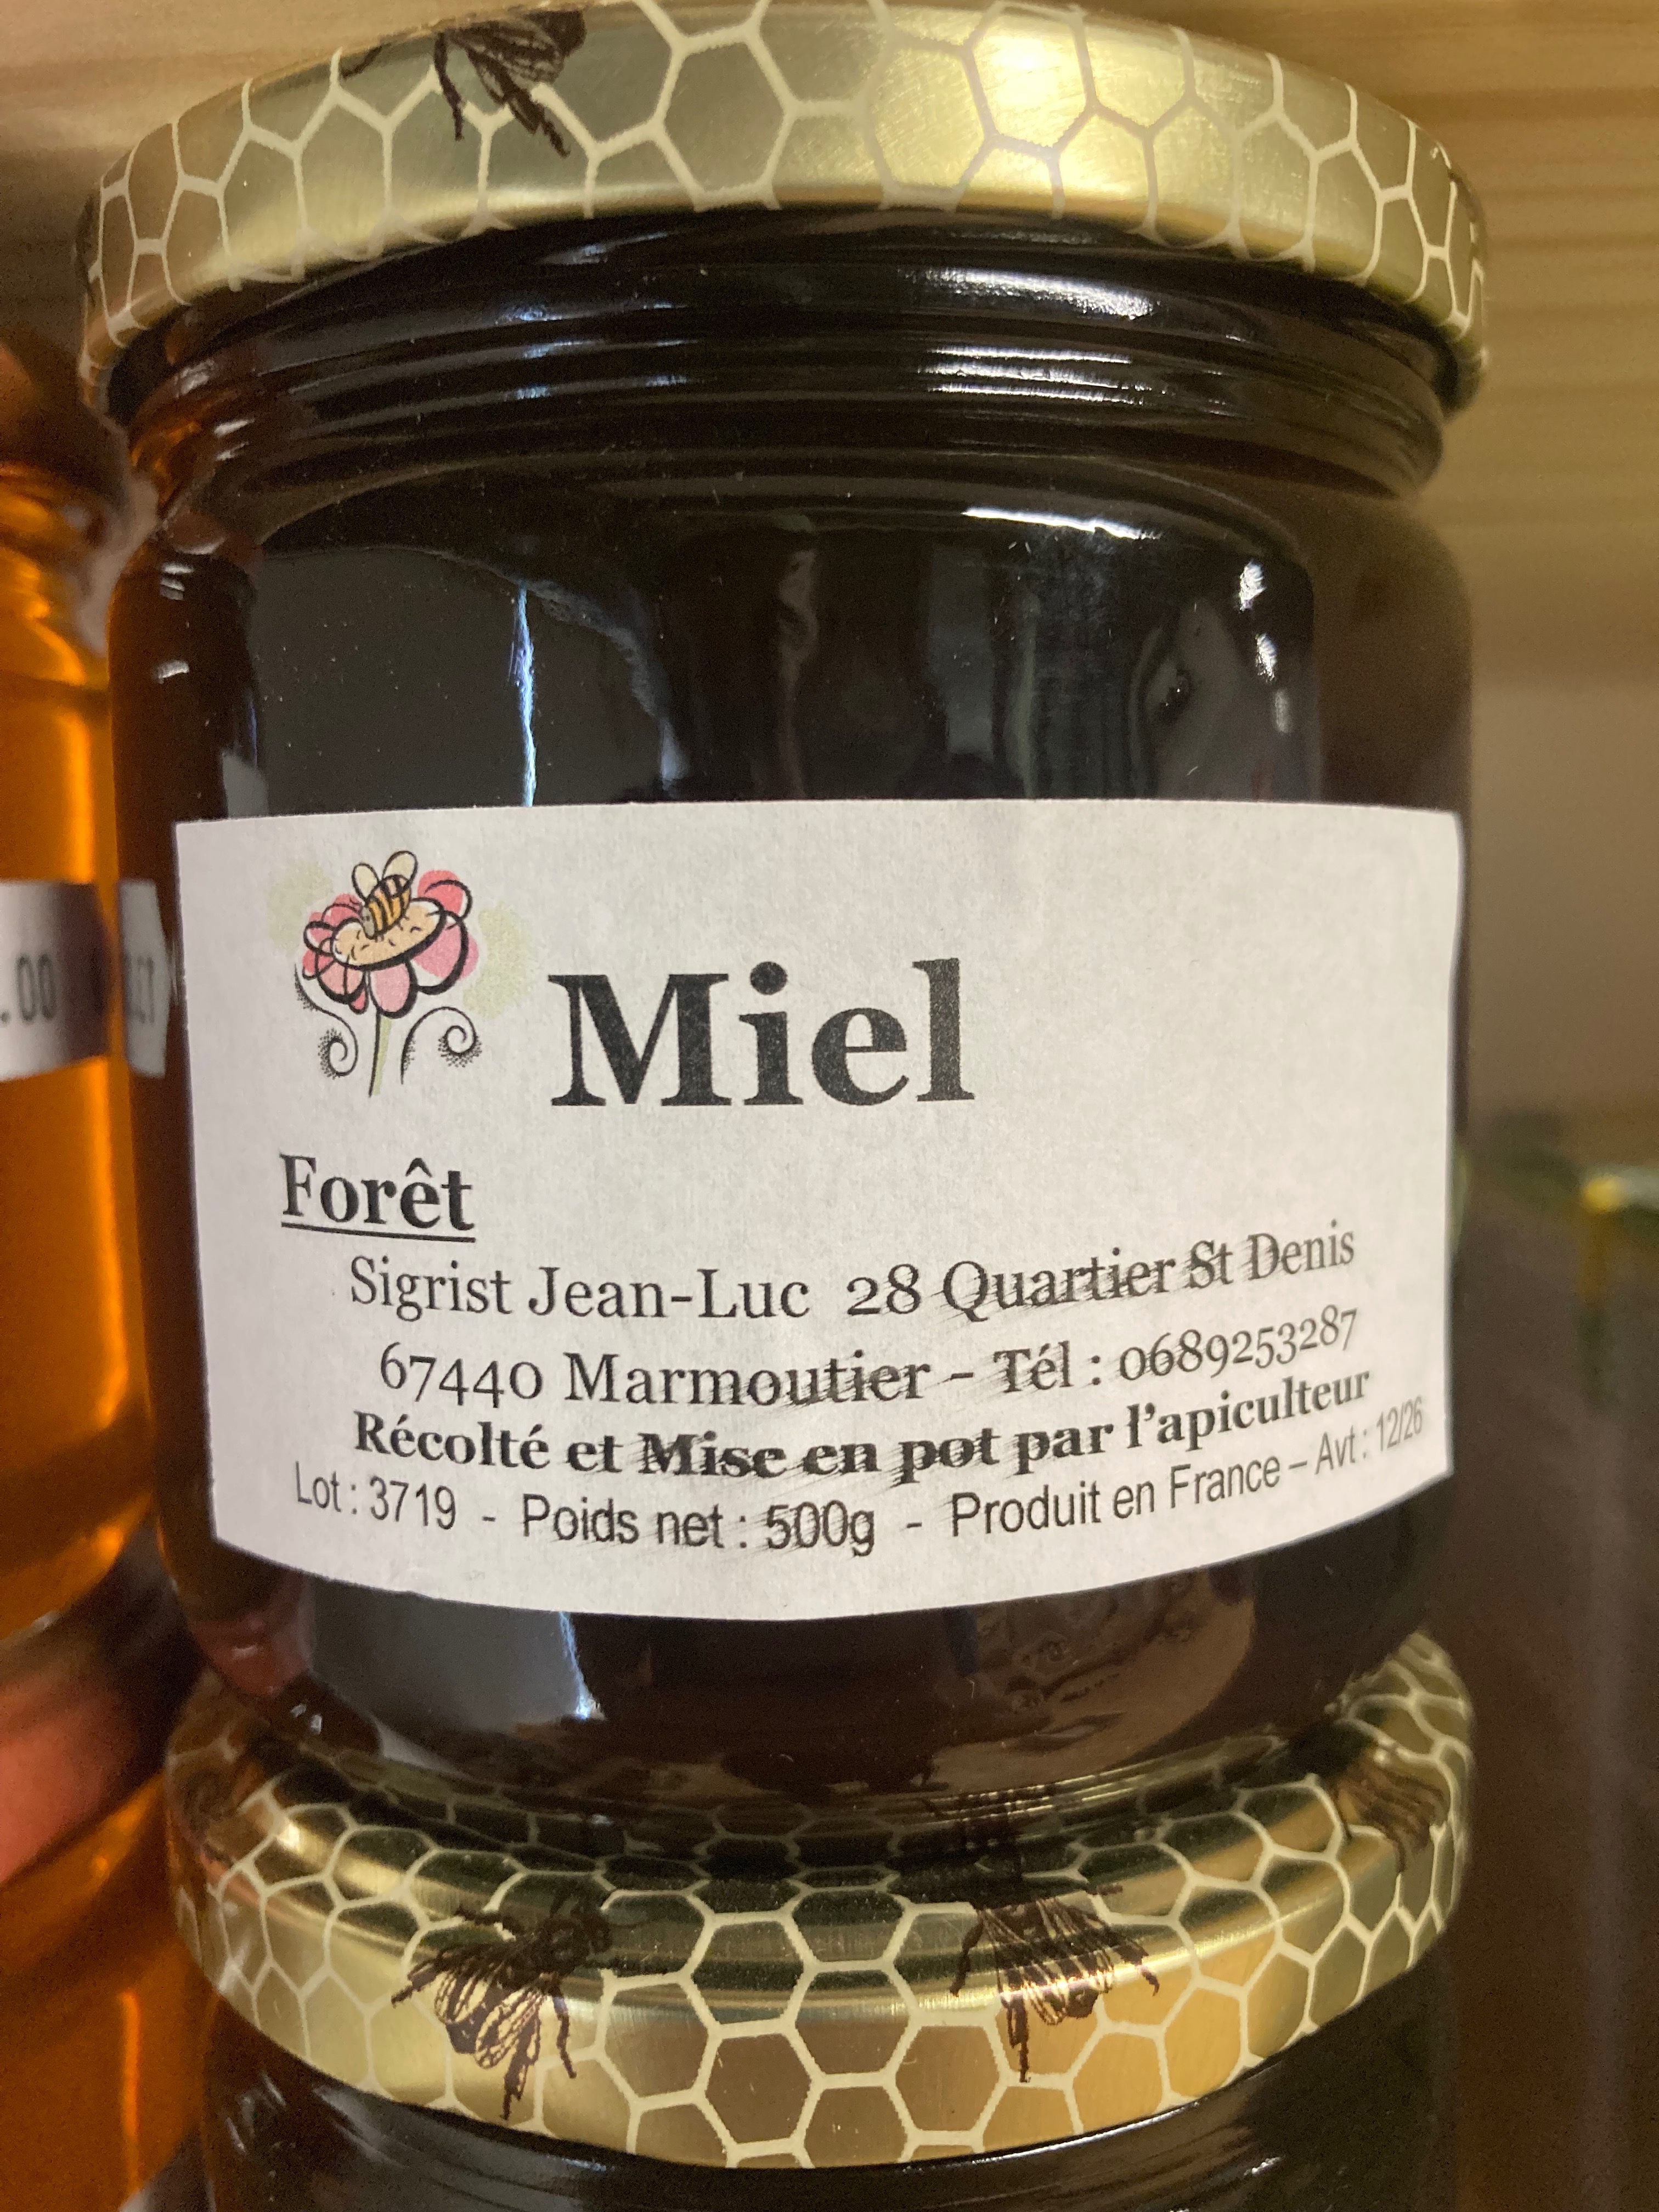 Miel
Forêt
Sigrist Jean-Luc 28 Quartier St Denis
67440 Marmoutier - Tél : 0689253287
Récolté et Mise en pot par l'apiculteur
Lot : 3719 - Poids net : 500g - Produit en France – Avt : 12/26
.00